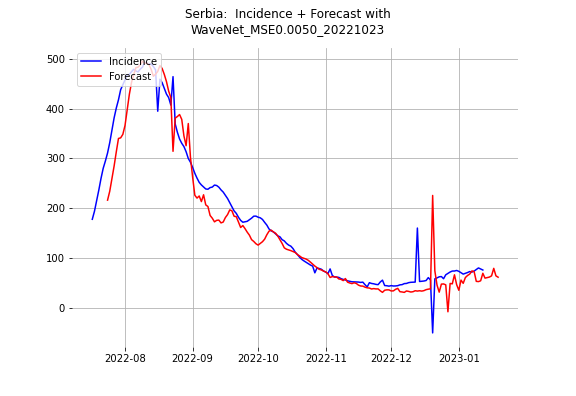 Serbia:  Incidence + Forecast with
WaveNet_MSE0.0050_20221023
Incidence
Forecast
500
400
300
200
100
0
2022-08 2022-09 2022-10 2022-11 2022-12 2023-01